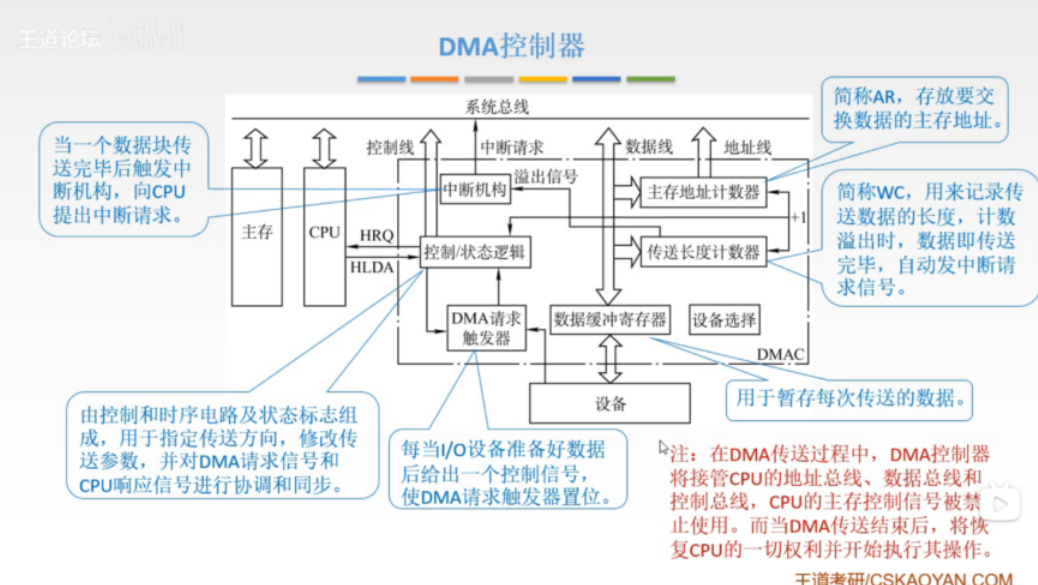 王道论坛
DMA控制器
系统总线
简称AR，存放要交
换数据的主存地址。
当一个数据块传
送完毕后触发中
断机构，向CPU
提出中断请求。
控制线
中断请求
数据线
地址线
溢出信号
中断机构
主存地址计数器
简称WC，用来记录传
送数据的长度，计数
溢出时，数据即传送
完毕，自动发中断请
求信号。
+1
主存
CPU
HRQ
HLDA
控制/状态逻辑
传送长度计数器
DMA请求
触发器
数据缓冲寄存器
设备选择
DMAC
设备
用于暂存每次传送的数据。
由控制和时序电路及状态标志组
成，用于指定传送方向，修改传
送参数，并对DMA请求信号和
CPU响应信号进行协调和同步。
每当I/O设备准备好数据
后给出一个控制信号，
使DMA请求触发器置位。
注：在DMA传送过程中，DMA控制器
将接管CPU的地址总线、数据总线和
控制总线，CPU的主存控制信号被禁
止使用。而当DMA传送结束后，将恢
复CPU的一切权利并开始执行其操作。
王道考研/CSKAOYAN.COM